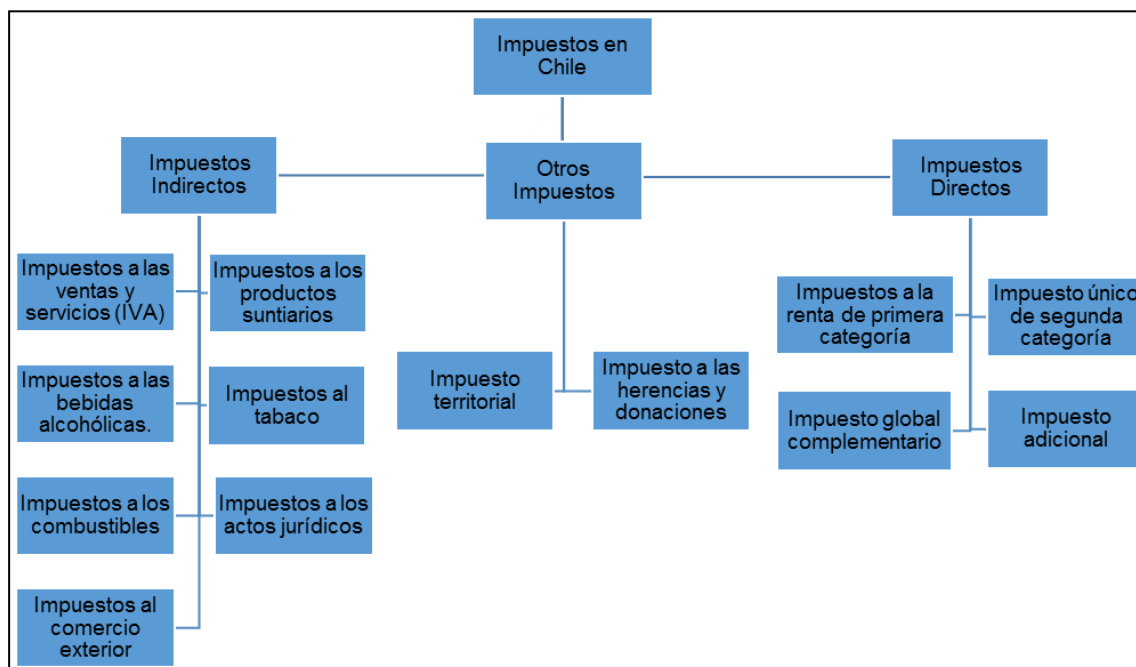 Impuestos en
Chile
Impuestos
Indirectos
Otros
Impuestos
Impuestos
Directos
Impuestos a las
ventas y
servicios (IVA)
Impuestos a los
productos
suntiarios
Impuestos a las
bebidas
alcohólicas.
Impuestos al
tabaco
Impuestos a los
combustibles
Impuestos a los
actos jurídicos
Impuestos al
comercio
exterior
Impuesto
territorial
Impuesto a las
herencias y
donaciones
Impuestos a la
renta de primera
categoría
Impuesto único
de segunda
categoría
Impuesto global
complementario
Impuesto
adicional